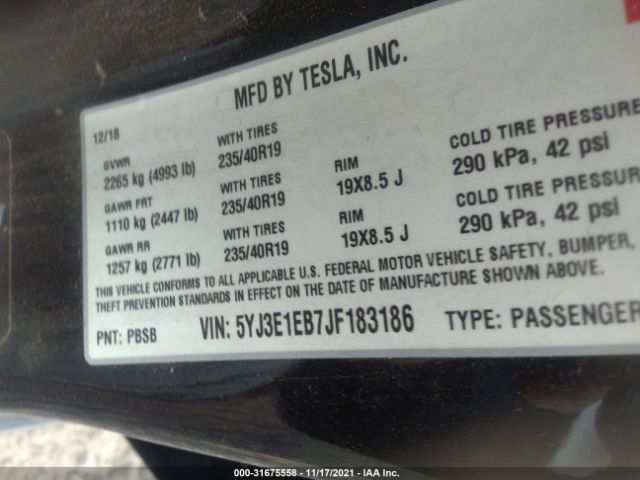 MFD BY TESLA, INC.
12/18
GVWR
2265 kg (4993 lb)
WITH TIRES
235/40R19
COLD TIRE PRESSURE
290 kPa, 42 psi
GAWR FRT
1110 kg (2447 lb)
WITH TIRES
235/40R19
RIM
19X8.5 J
COLD TIRE PRESSURE
290 kPa, 42 psi
GAWR RR
1257 kg (2771 lb)
WITH TIRES
235/40R19
RIM
19X8.5 J
THIS VEHICLE CONFORMS TO ALL APPLICABLE U.S. FEDERAL MOTOR VEHICLE SAFETY, BUMPER,
THEFT PREVENTION STANDARDS IN EFFECT ON THE DATE OF MANUFACTURE SHOWN ABOVE.
PNT: PBSB VIN: 5YJ3E1EB7JF183186 TYPE: PASSENGER
000-31675558 - 11/17/2021 - IAA Inc.